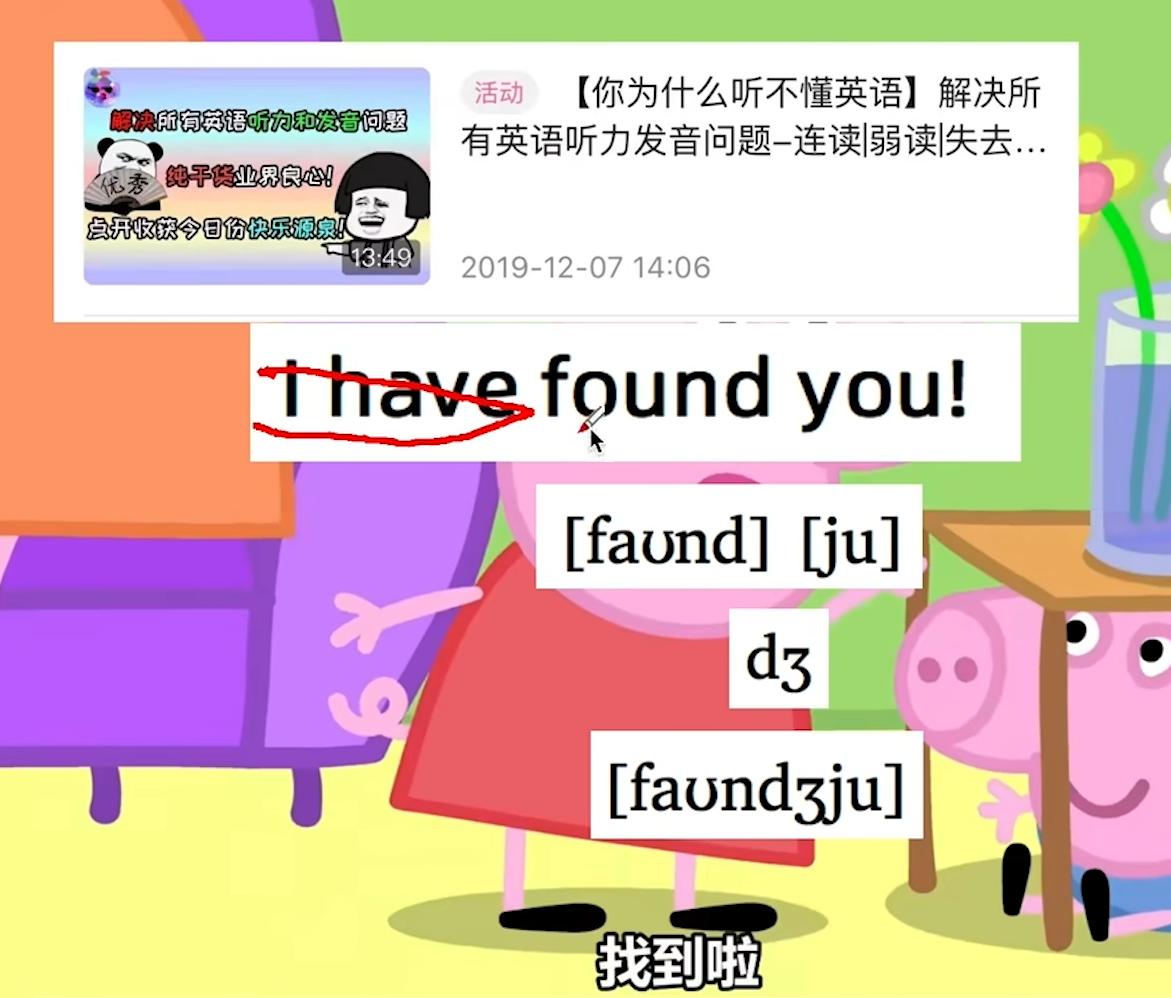 解决所有英语听力和发音问题
优秀
纯干货业界良心!
点开收获今日份快乐源泉!
13:49
活动 【你为什么听不懂英语】解决所
有英语听力发音问题–连读|弱读|失去…
2019-12-07 14:06
I have found you!
[faʊnd] [ju]
dʒ
[faʊndʒju]
找到啦